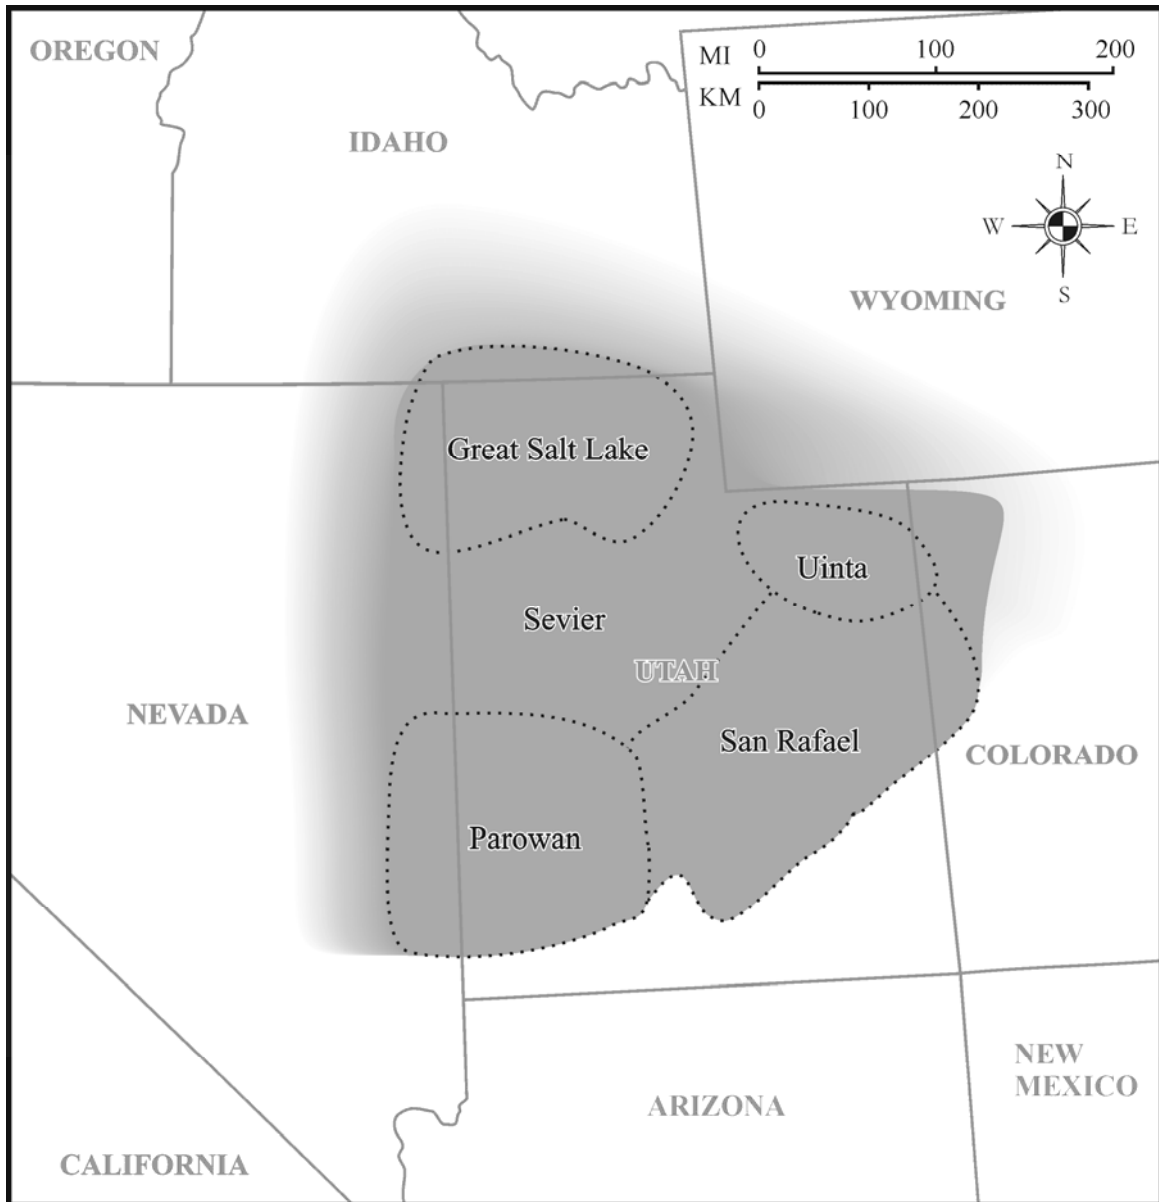 OREGON
MI 0 100 200
KM 0 100 200 300
IDAHO
N
W E
S
WYOMING
Great Salt Lake
Uinta
Sevier
UTAH
NEVADA
San Rafael
COLORADO
Parowan
NEW
MEXICO
ARIZONA
CALIFORNIA